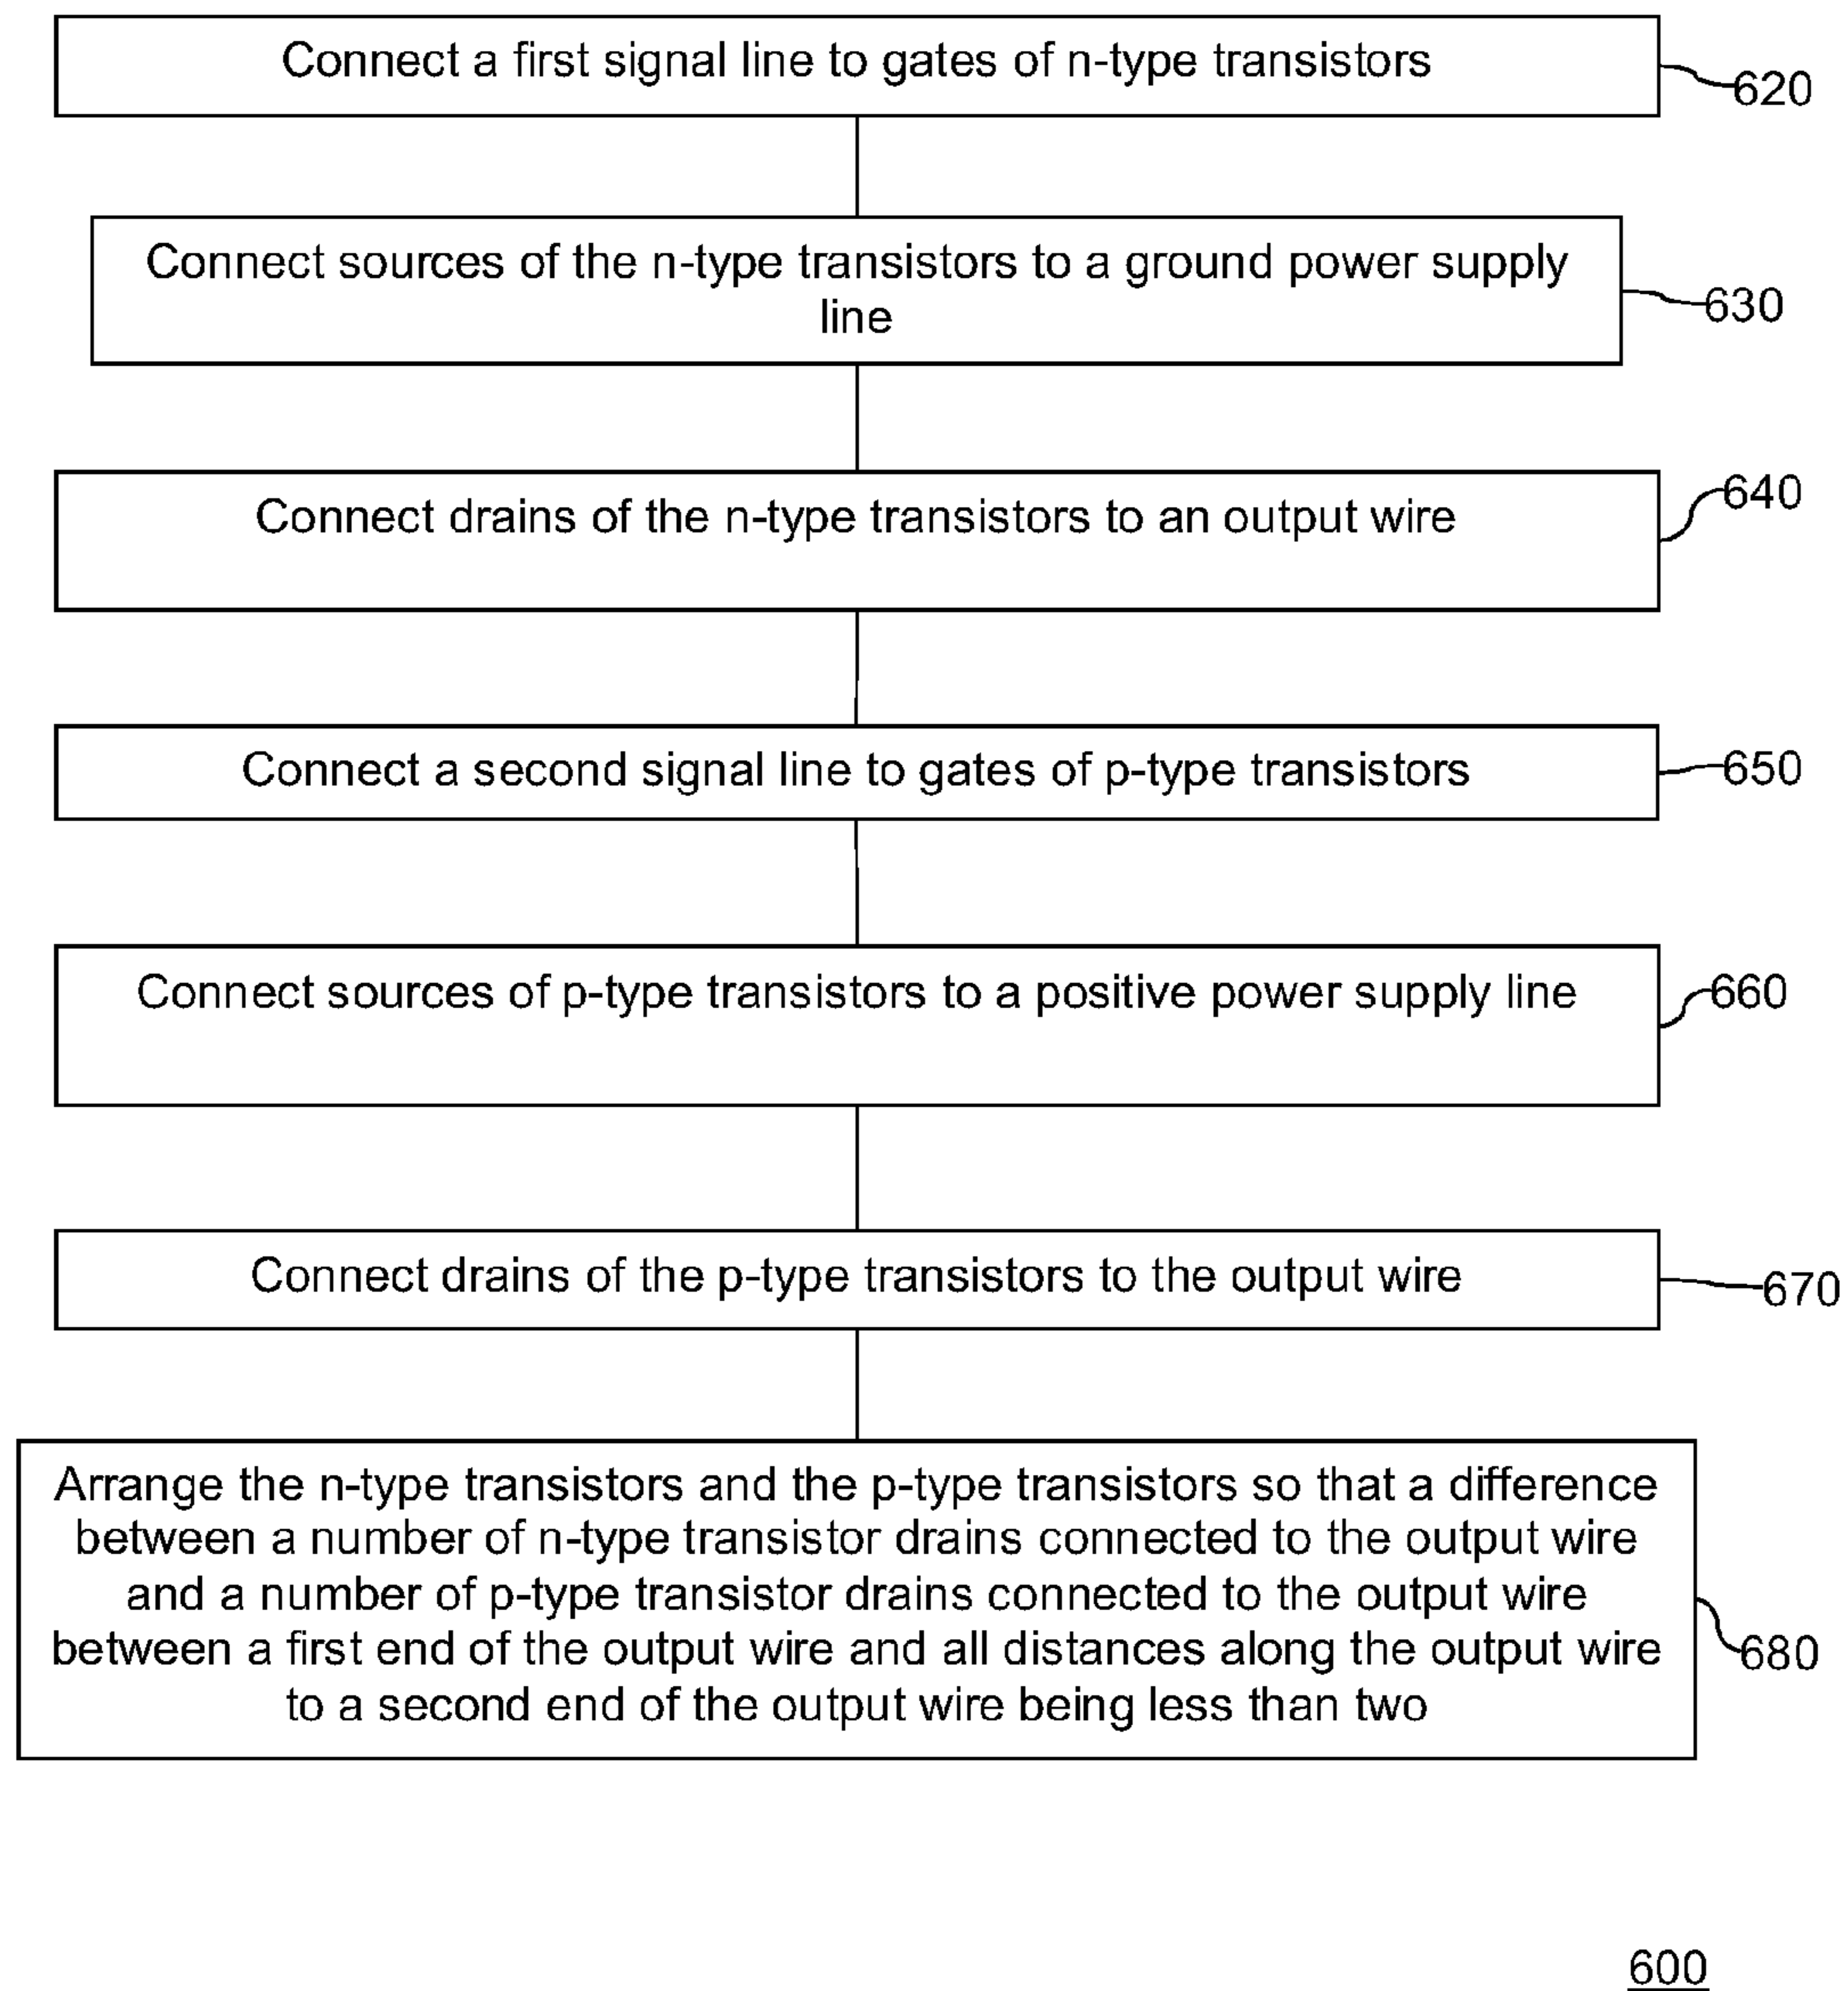 Connect a first signal line to gates of n-type transistors
620
Connect sources of the n-type transistors to a ground power supply
line
630
Connect drains of the n-type transistors to an output wire
640
Connect a second signal line to gates of p-type transistors
650
Connect sources of p-type transistors to a positive power supply line
660
Connect drains of the p-type transistors to the output wire
670
Arrange the n-type transistors and the p-type transistors so that a difference
between a number of n-type transistor drains connected to the output wire
and a number of p-type transistor drains connected to the output wire
between a first end of the output wire and all distances along the output wire
to a second end of the output wire being less than two
680
600